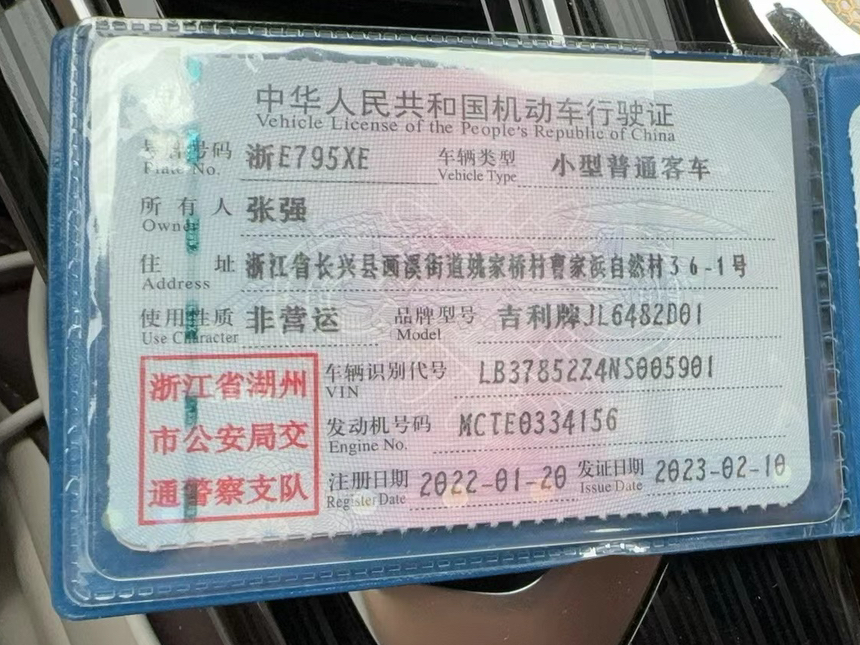 中华人民共和国机动车行驶证
Vehicle License of the People's Republic of China
号牌号码 浙E795XE 车辆类型 小型普通客车
Plate No. Vehicle Type
所有人 张强
Owner
住址 浙江省长兴县画溪街道姚家桥村曹家浜自然村36-1号
Address
使用性质 非营运 品牌型号 吉利牌JL6482D01
Use Character Model
浙江省湖州
市公安局交
通警察支队
车辆识别代号 LB37852Z4NS005901
VIN
发动机号码 MCTE0334156
Engine No.
注册日期 2022-01-20 发证日期 2023-02-10
Register Date Issue Date